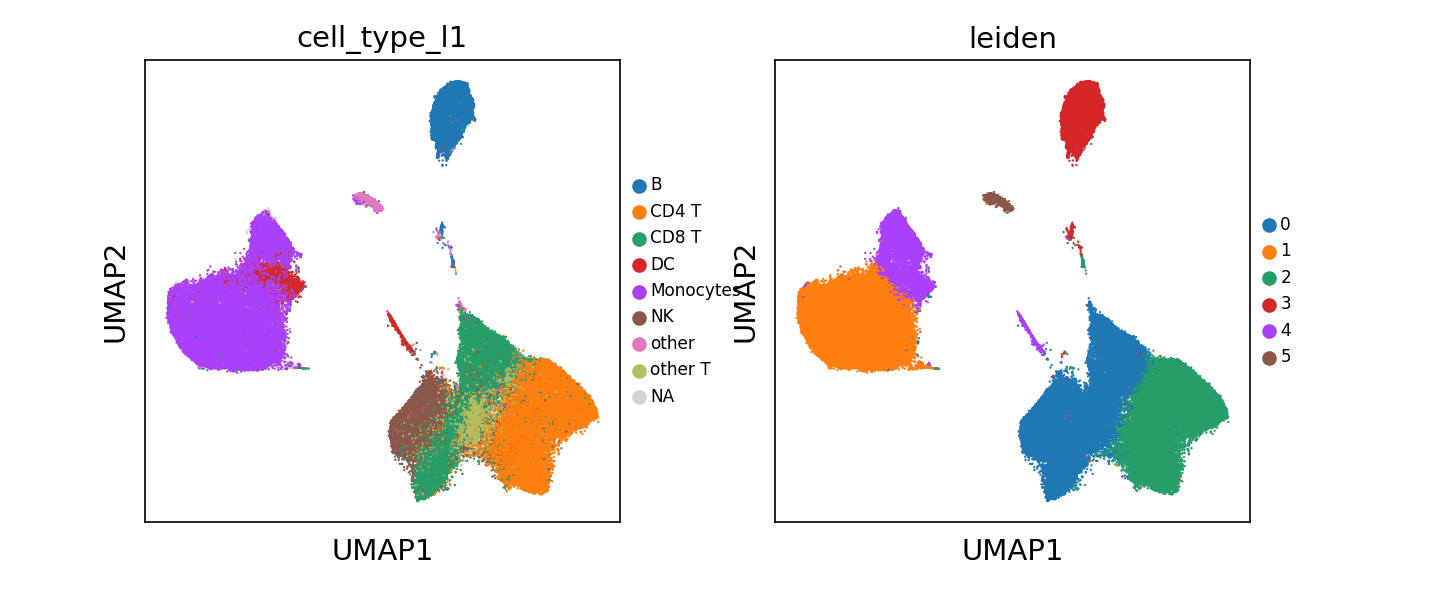 cell_type_l1
UMAP2
UMAP1
B
CD4 T
CD8 T
DC
Monocytes
NK
other
other T
NA
leiden
UMAP2
UMAP1
0
1
2
3
4
5